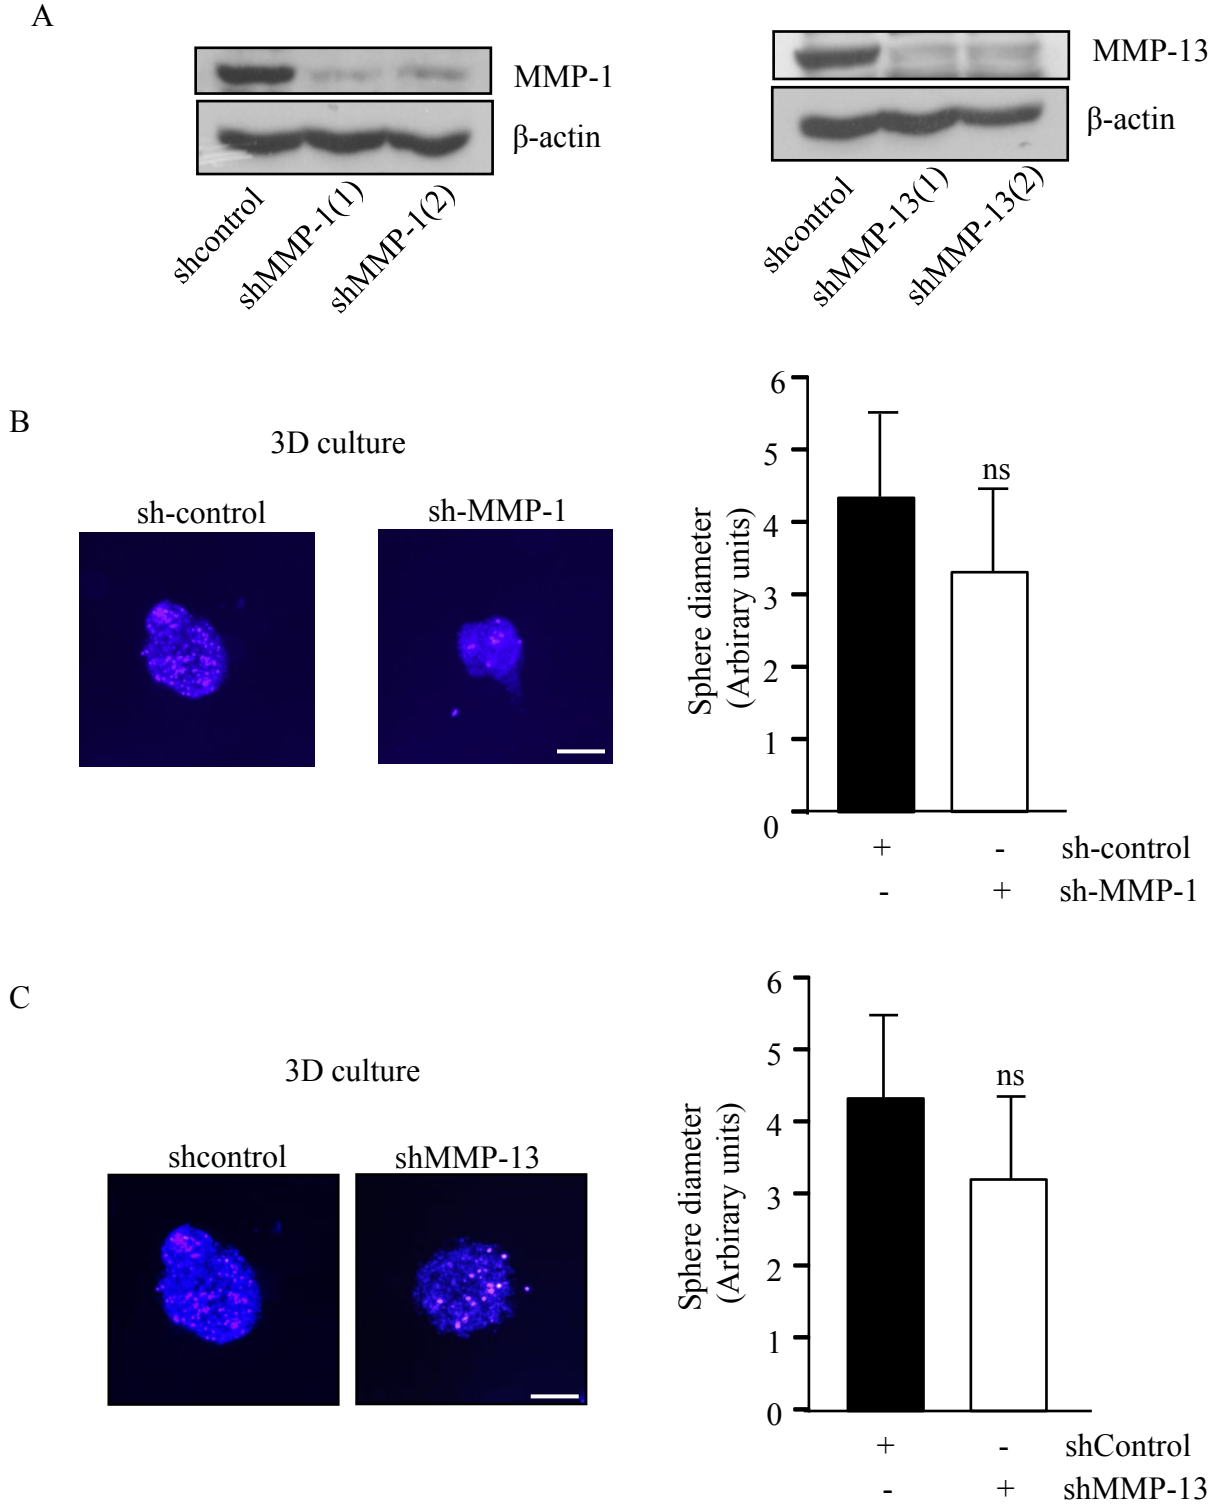 A
MMP-1
β-actin
shcontrol
shMMP-1(1)
shMMP-1(2)
MMP-13
β-actin
shcontrol
shMMP-13(1)
shMMP-13(2)
B
3D culture
sh-control
sh-MMP-1
Sphere diameter
(Arbirary units)
6
5
4
3
2
1
0
ns
+ - sh-control
- + sh-MMP-1
C
3D culture
shcontrol
shMMP-13
Sphere diameter
(Arbirary units)
6
5
4
3
2
1
0
ns
+ - shControl
- + shMMP-13